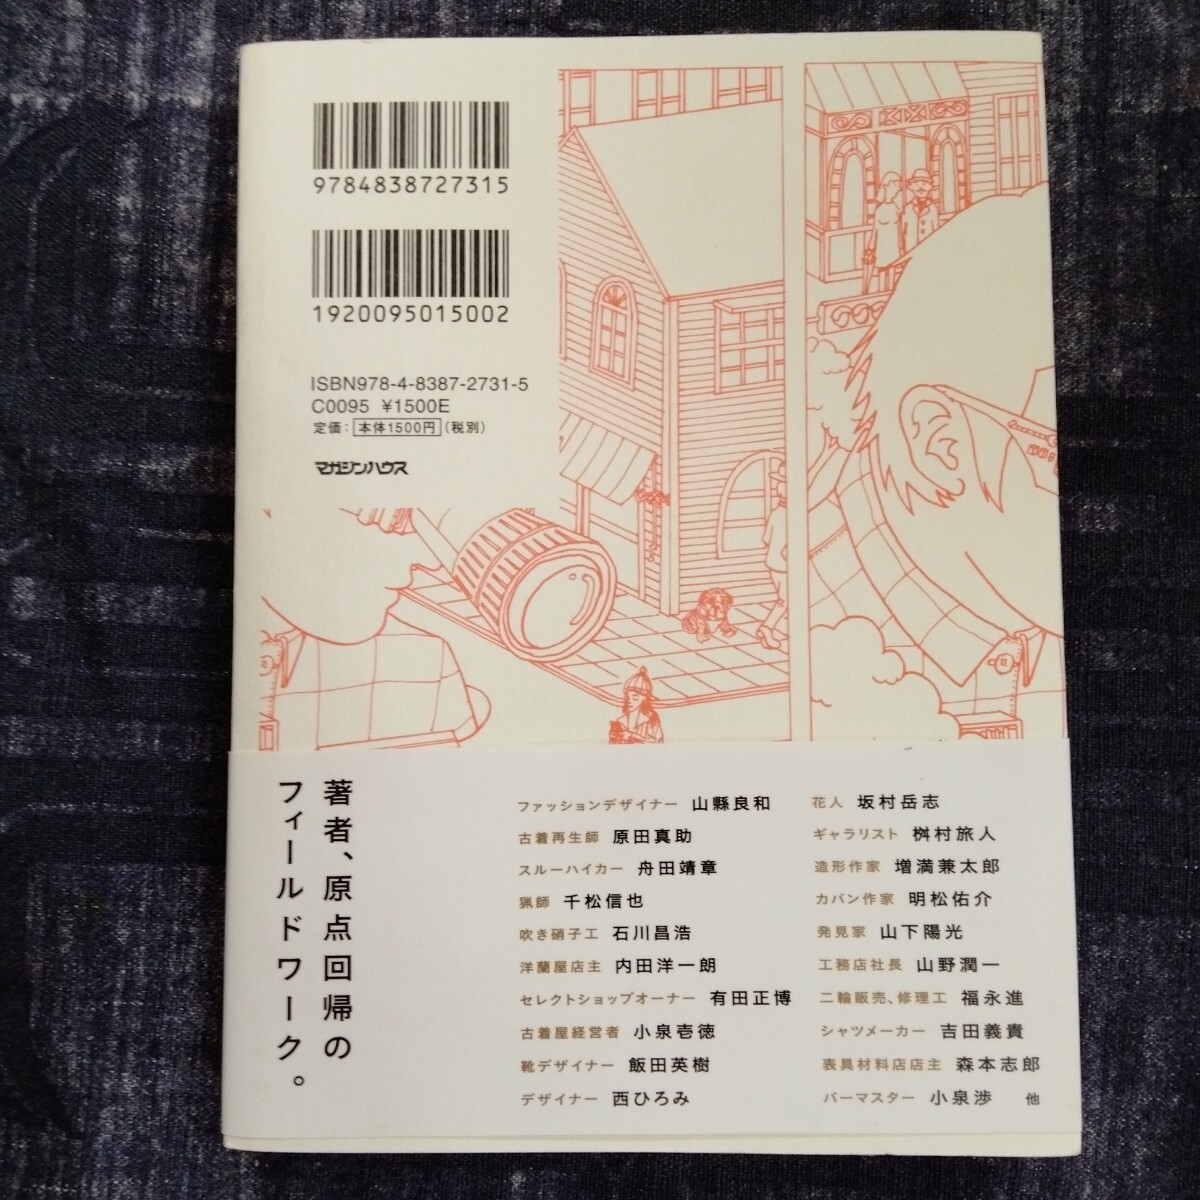 9784838727315
1920095015002
ISBN978-4-8387-2731-5
C0095 ¥1500E
定価：本体1500円（税別）
マガジンハウス
著者、原点回帰の
フィールドワーク。
ファッションデザイナー 山縣良和
古着再生師 原田真助
スルーハイカー 舟田靖章
猟師 千松信也
吹き硝子工 石川昌浩
洋蘭屋店主 内田洋一朗
セレクトショップオーナー 有田正博
古着屋経営者 小泉壱徳
靴デザイナー 飯田英樹
デザイナー 西ひろみ
花人 坂村岳志
ギャラリスト 桝村旅人
造形作家 増満兼太郎
カバン作家 明松佑介
発見家 山下陽光
工務店社長 山野潤一
二輪販売、修理工 福永進
シャツメーカー 吉田義貴
表具材料店店主 森本志郎
バーマスター 小泉渉 他